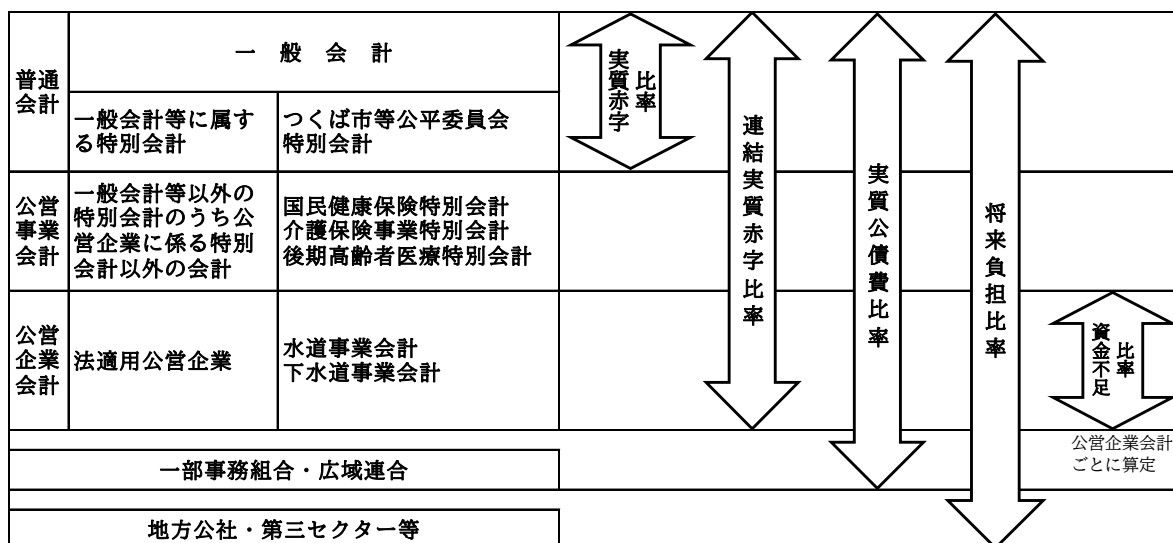 普通
会計
一般会計
一般会計等に属す
る特別会計
つくば市等公平委員会
特別会計
公営
事業
会計
一般会計等以外の
特別会計のうち公
営企業に係る特別
会計以外の会計
国民健康保険特別会計
介護保険事業特別会計
後期高齢者医療特別会計
公営
企業
会計
法適用公営企業
水道事業会計
下水道事業会計
一部事務組合・広域連合
地方公社・第三セクター等
実質赤字
比率
連結実質赤字比率
実質公債費比率
将来負担比率
資金不足
比率
公営企業会計
ごとに算定